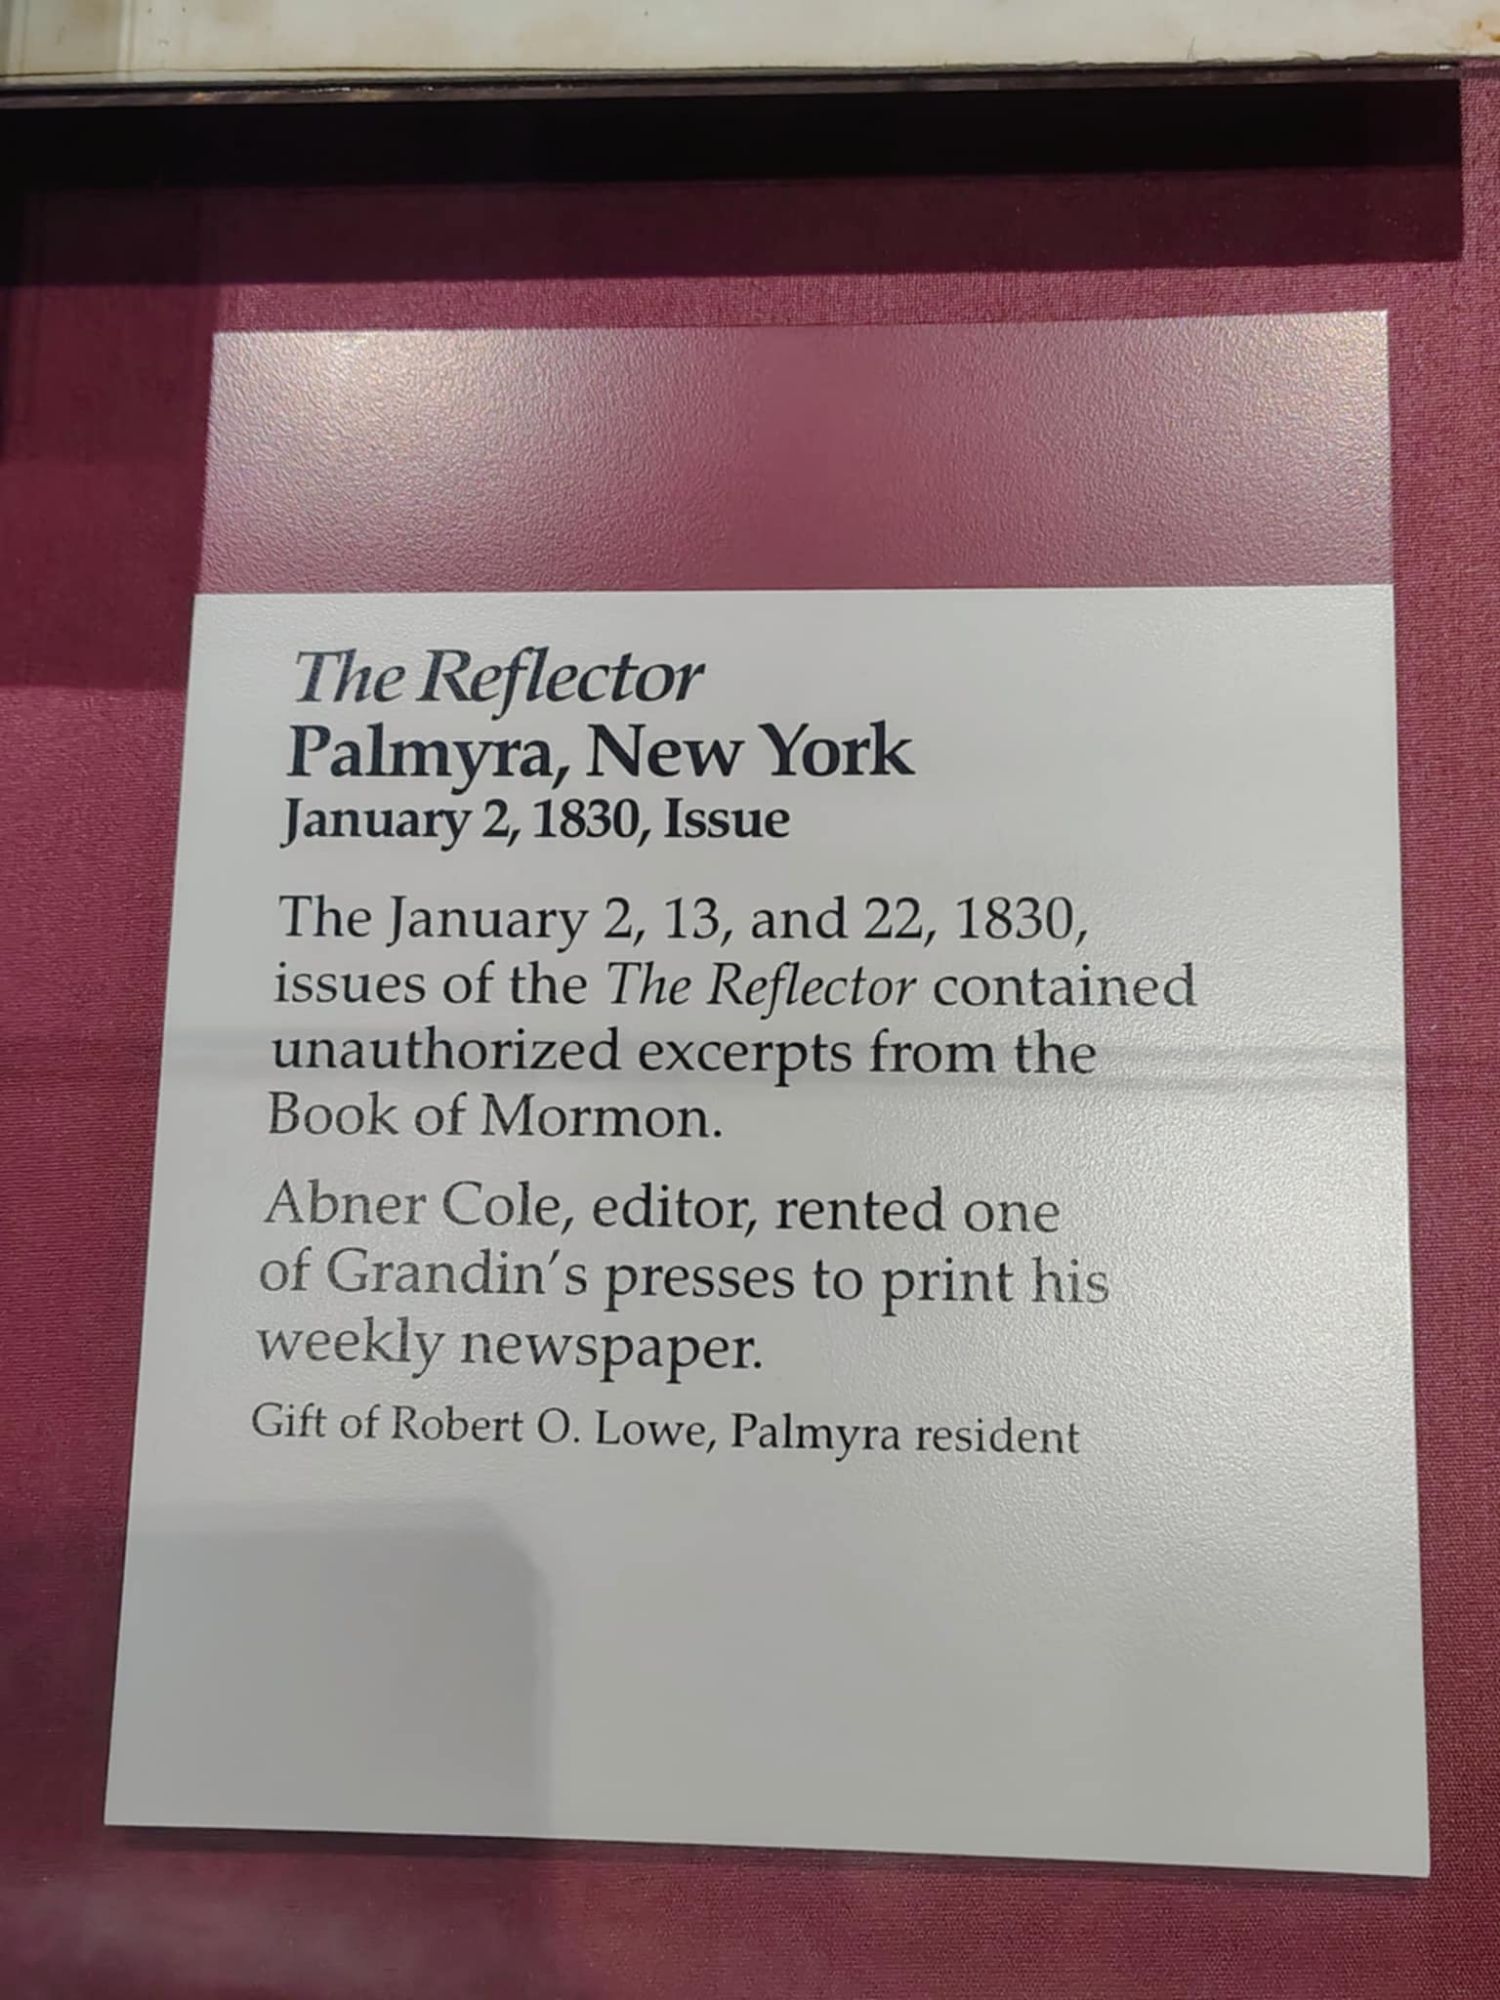 The Reflector
Palmyra, New York
January 2, 1830, Issue
The January 2, 13, and 22, 1830,
issues of the The Reflector contained
unauthorized excerpts from the
Book of Mormon.
Abner Cole, editor, rented one
of Grandin's presses to print his
weekly newspaper.
Gift of Robert O. Lowe, Palmyra resident